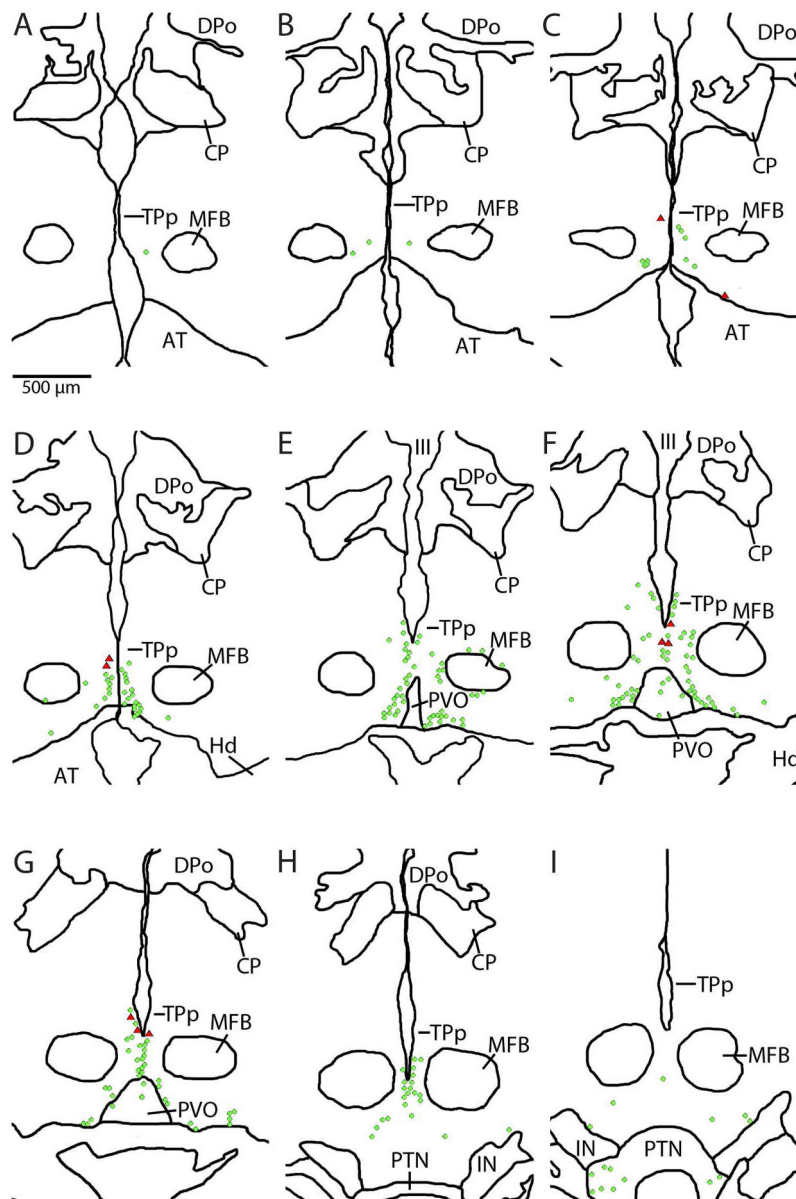 A
DPo
CP
TPp
MFB
AT
500 µm
B
DPo
CP
TPp
MFB
AT
C
DPo
CP
TPp
MFB
AT
D
DPo
CP
TPp
MFB
Hd
AT
E
III
DPo
CP
TPp
MFB
PVO
F
III
DPo
CP
TPp
MFB
PVO
Hd
G
DPo
CP
TPp
MFB
PVO
H
DPo
CP
TPp
MFB
PTN
IN
I
TPp
MFB
IN
PTN